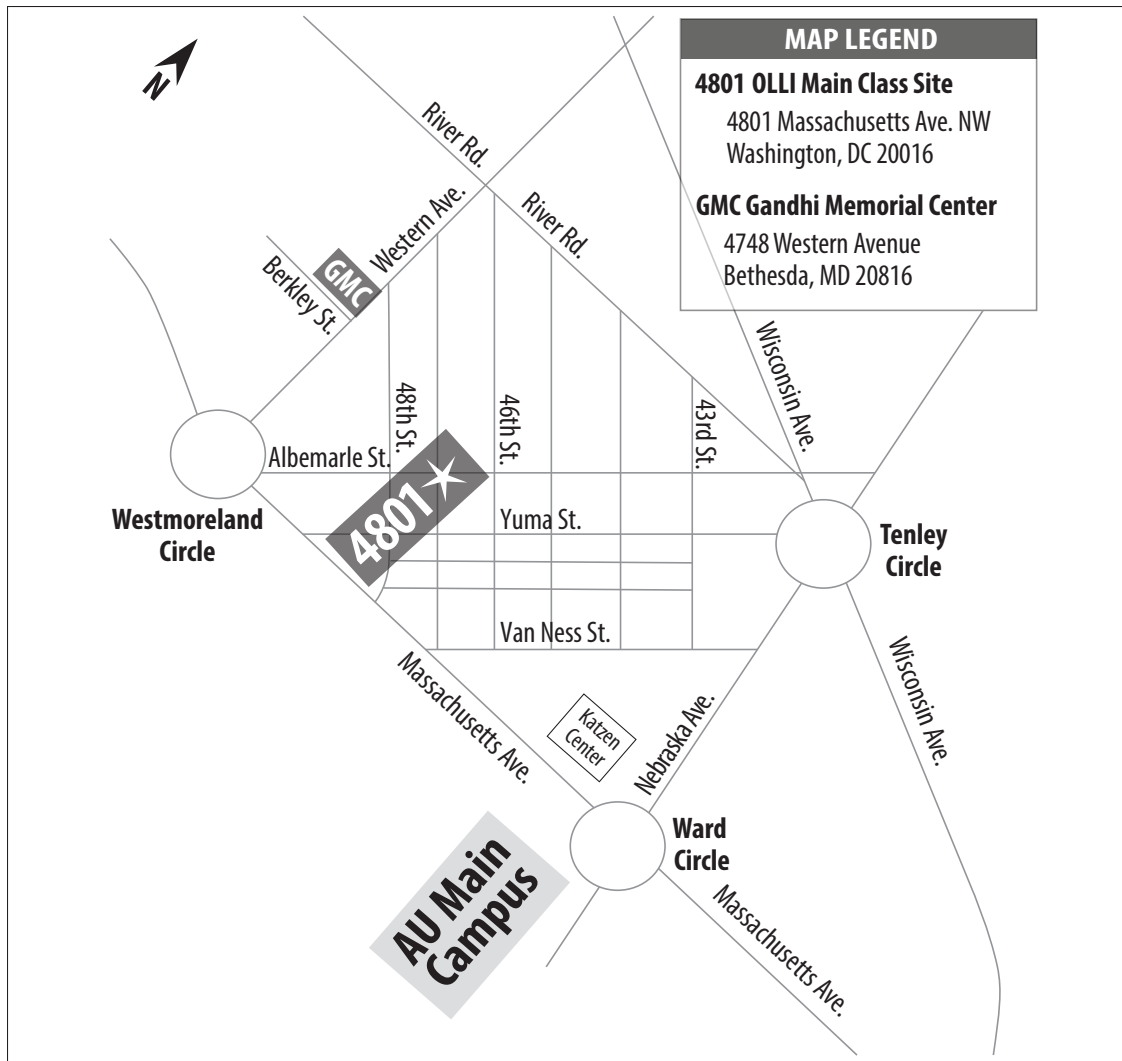 MAP LEGEND
4801 OLLI Main Class Site
4801 Massachusetts Ave. NW
Washington, DC 20016
GMC Gandhi Memorial Center
4748 Western Avenue
Bethesda, MD 20816
N
River Rd.
Western Ave.
River Rd.
GMC
Berkley St.
Wisconsin Ave.
48th St.
46th St.
43rd St.
Albemarle St.
4801
Westmoreland
Circle
Yuma St.
Tenley
Circle
Van Ness St.
Massachusetts Ave.
Wisconsin Ave.
Katzen
Center
Nebraska Ave.
Ward
Circle
AU Main
Campus
Massachusetts Ave.